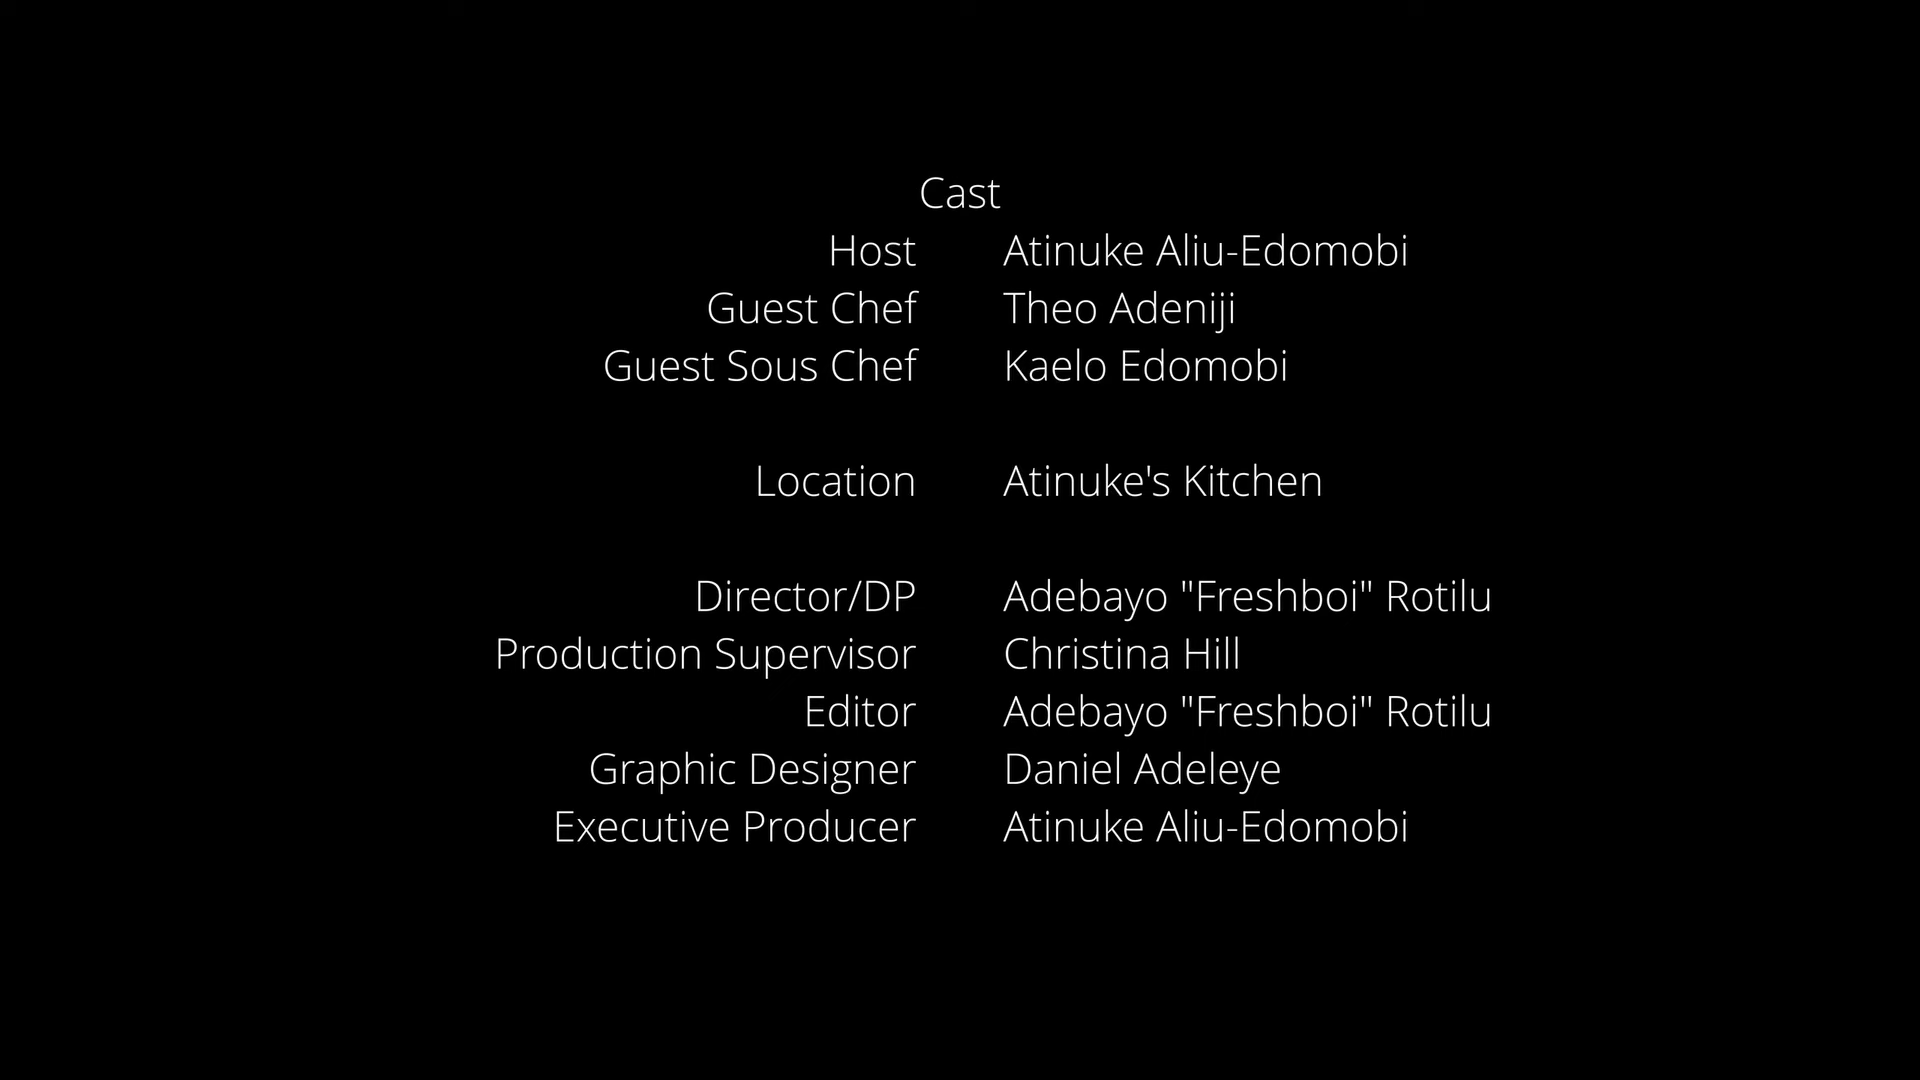 Cast
Host Atinuke Aliu-Edomobi
Guest Chef Theo Adeniji
Guest Sous Chef Kaelo Edomobi
Location Atinuke's Kitchen
Director/DP Adebayo "Freshboi" Rotilu
Production Supervisor Christina Hill
Editor Adebayo "Freshboi" Rotilu
Graphic Designer Daniel Adeleye
Executive Producer Atinuke Aliu-Edomobi